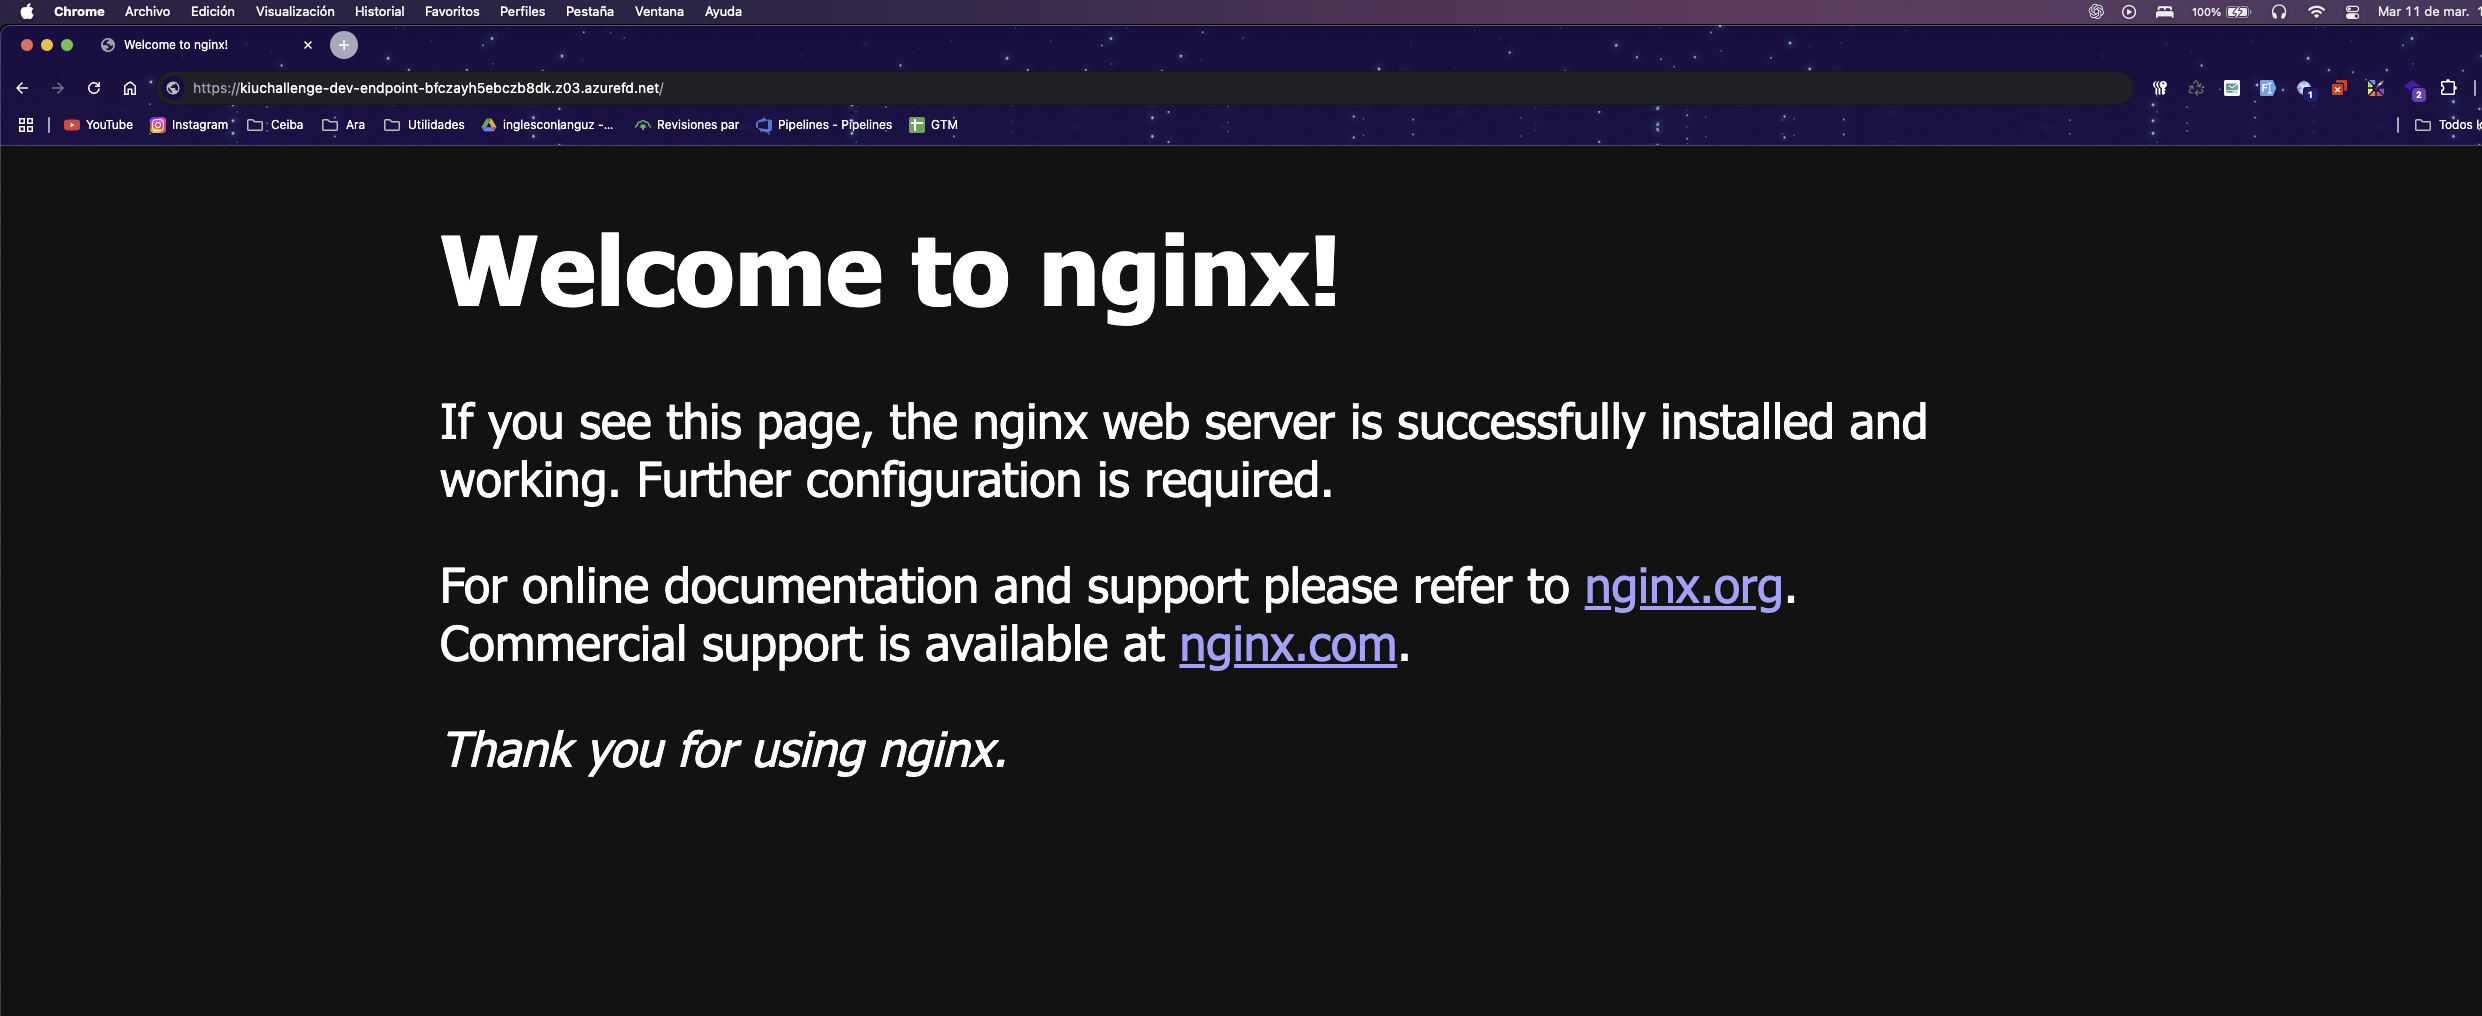 Chrome Archivo Edición Visualización Historial Favoritos Perfiles Pestaña Ventana Ayuda 100% Mar 11 de mar.
Welcome to nginx!
https://kiuchallenge-dev-endpoint-bfczayh5ebczb8dk.z03.azurefd.net/ 1 2
YouTube Instagram Ceiba Ara Utilidades inglesconlanguz -... Revisiones par Pipelines - Pipelines GTM Todos
Welcome to nginx!
If you see this page, the nginx web server is successfully installed and
working. Further configuration is required.
For online documentation and support please refer to nginx.org.
Commercial support is available at nginx.com.
Thank you for using nginx.